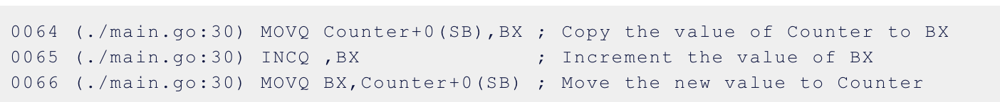 0064 (./main.go:30) MOVQ Counter+0(SB),BX ; Copy the value of Counter to BX
0065 (./main.go:30) INCQ ,BX              ; Increment the value of BX
0066 (./main.go:30) MOVQ BX,Counter+0(SB) ; Move the new value to Counter